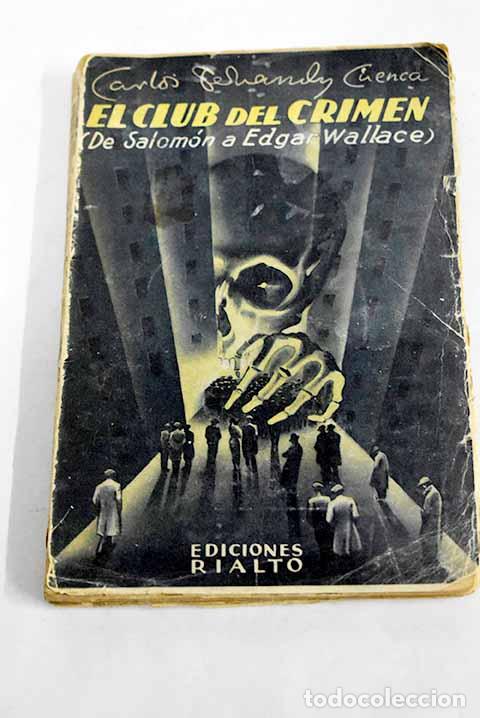 Carlos Fernández Cuenca
EL CLUB DEL CRIMEN
(De Salomón a Edgar Wallace)
EDICIONES
RIALTO
todocoleccion